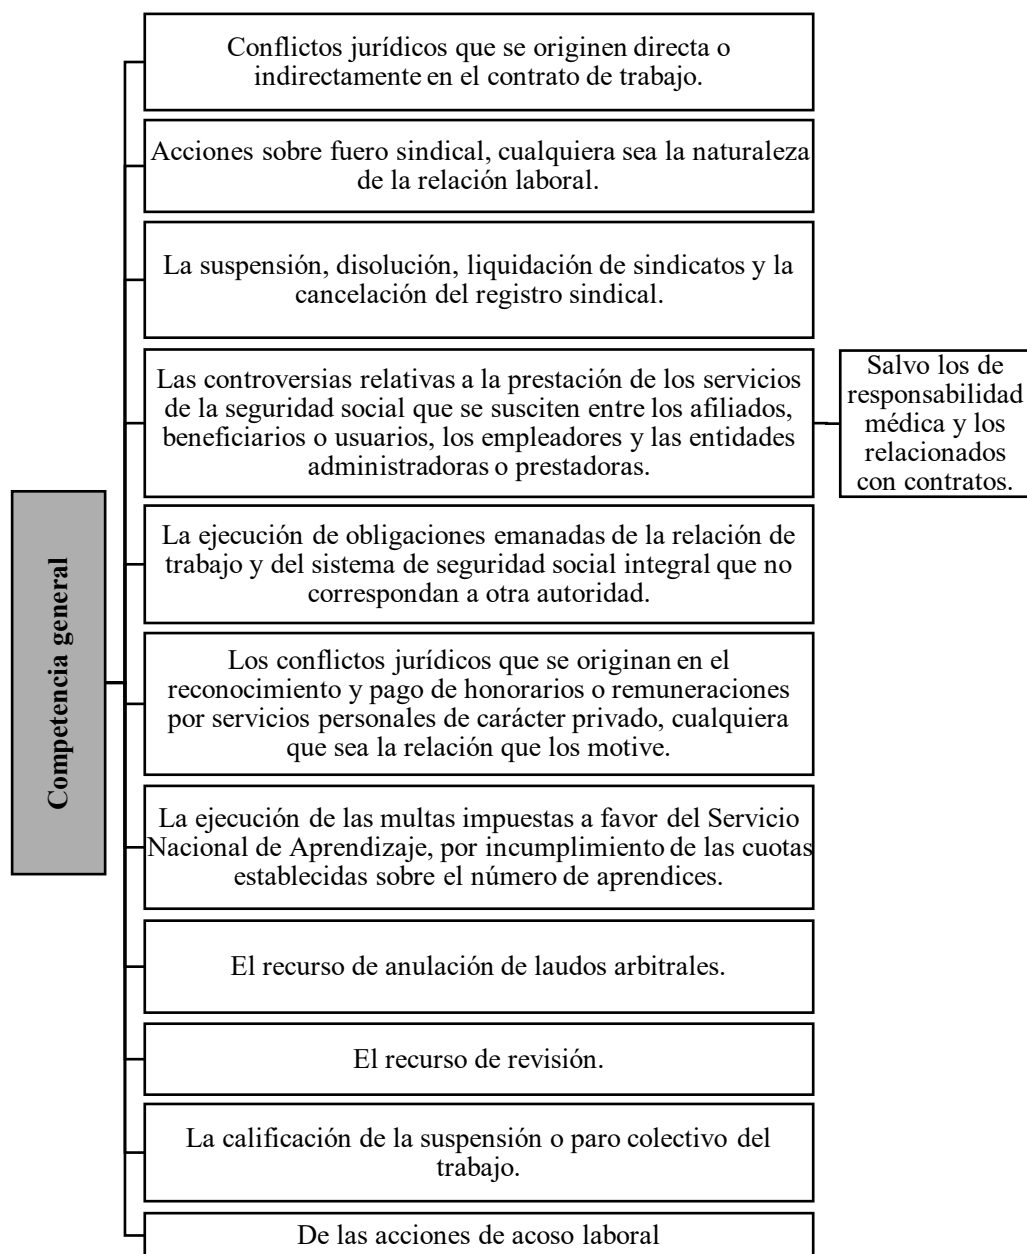 Competencia general
Conflictos jurídicos que se originen directa o
indirectamente en el contrato de trabajo.
Acciones sobre fuero sindical, cualquiera sea la naturaleza
de la relación laboral.
La suspensión, disolución, liquidación de sindicatos y la
cancelación del registro sindical.
Las controversias relativas a la prestación de los servicios
de la seguridad social que se susciten entre los afiliados,
beneficiarios o usuarios, los empleadores y las entidades
administradoras o prestadoras.
Salvo los de
responsabilidad
médica y los
relacionados
con contratos.
La ejecución de obligaciones emanadas de la relación de
trabajo y del sistema de seguridad social integral que no
correspondan a otra autoridad.
Los conflictos jurídicos que se originan en el
reconocimiento y pago de honorarios o remuneraciones
por servicios personales de carácter privado, cualquiera
que sea la relación que los motive.
La ejecución de las multas impuestas a favor del Servicio
Nacional de Aprendizaje, por incumplimiento de las cuotas
establecidas sobre el número de aprendices.
El recurso de anulación de laudos arbitrales.
El recurso de revisión.
La calificación de la suspensión o paro colectivo del
trabajo.
De las acciones de acoso laboral